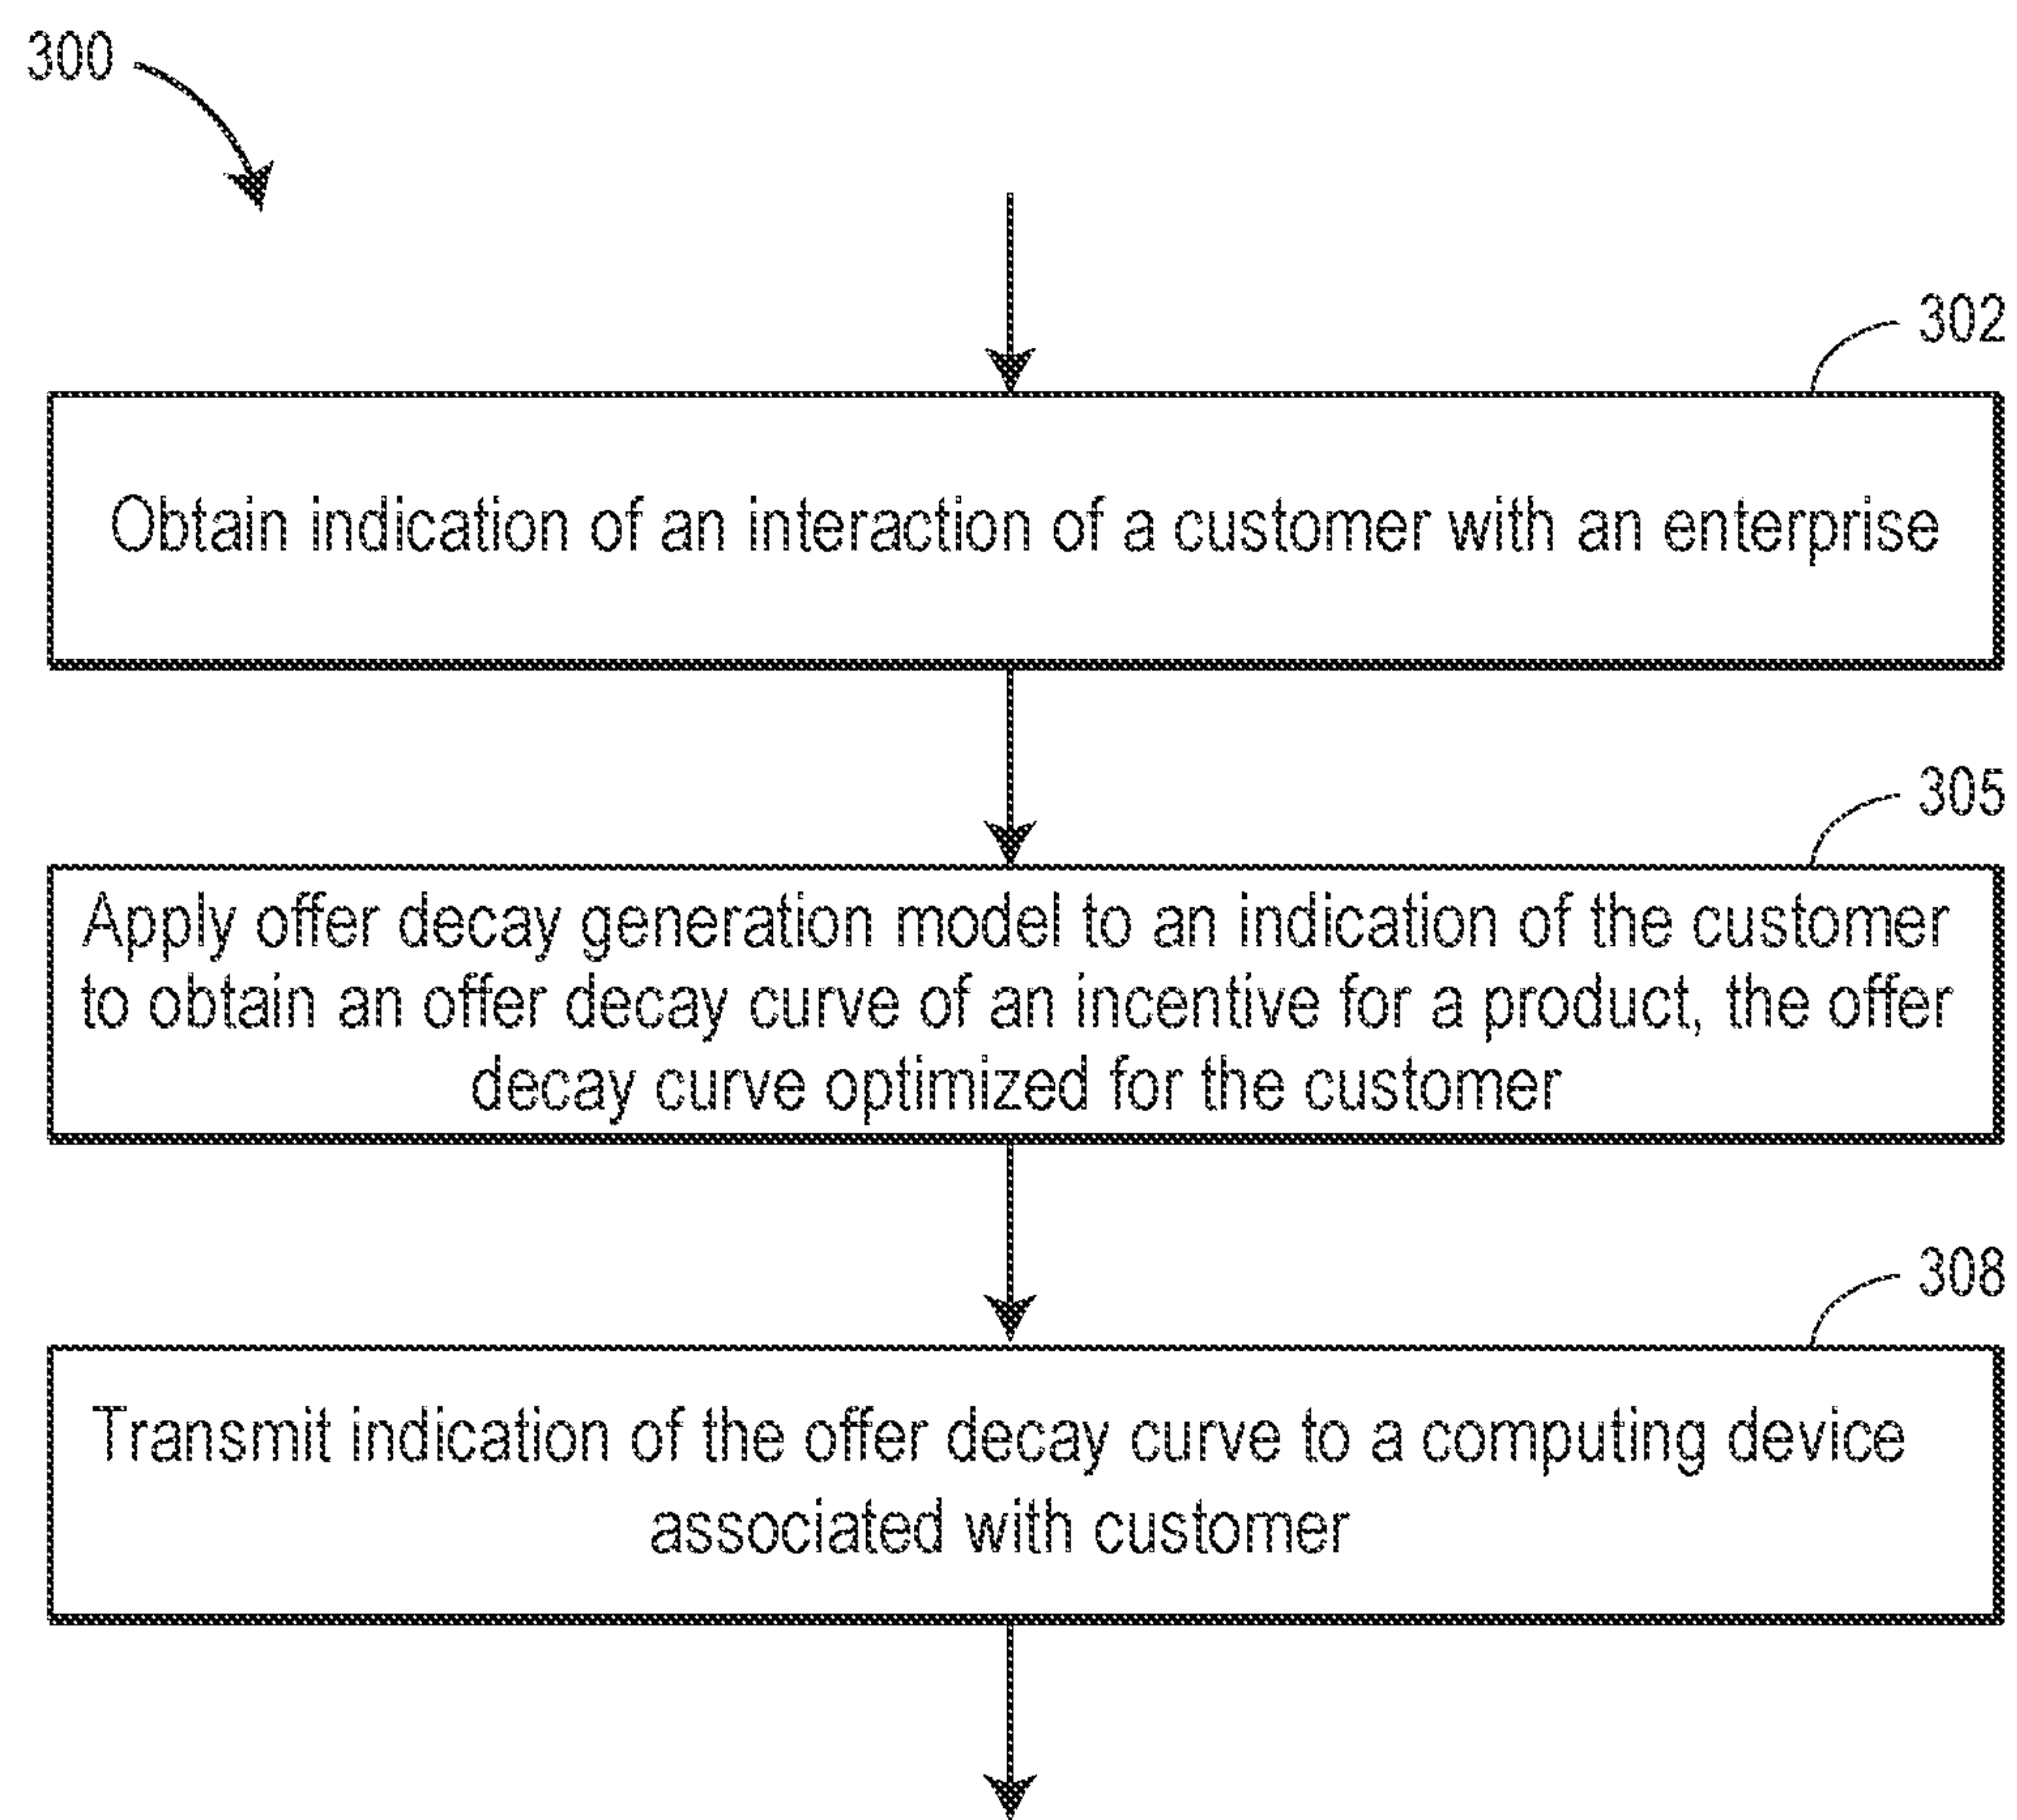 300
302
Obtain indication of an interaction of a customer with an enterprise
305
Apply offer decay generation model to an indication of the customer
to obtain an offer decay curve of an incentive for a product, the offer
decay curve optimized for the customer
308
Transmit indication of the offer decay curve to a computing device
associated with customer